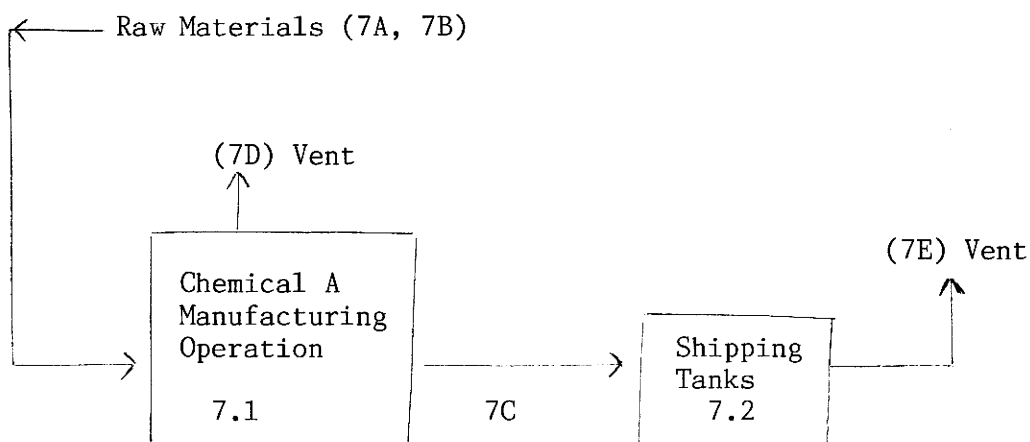 Raw Materials (7A, 7B)
(7D) Vent
(7E) Vent
Chemical A
Manufacturing
Operation
7.1
7C
Shipping
Tanks
7.2